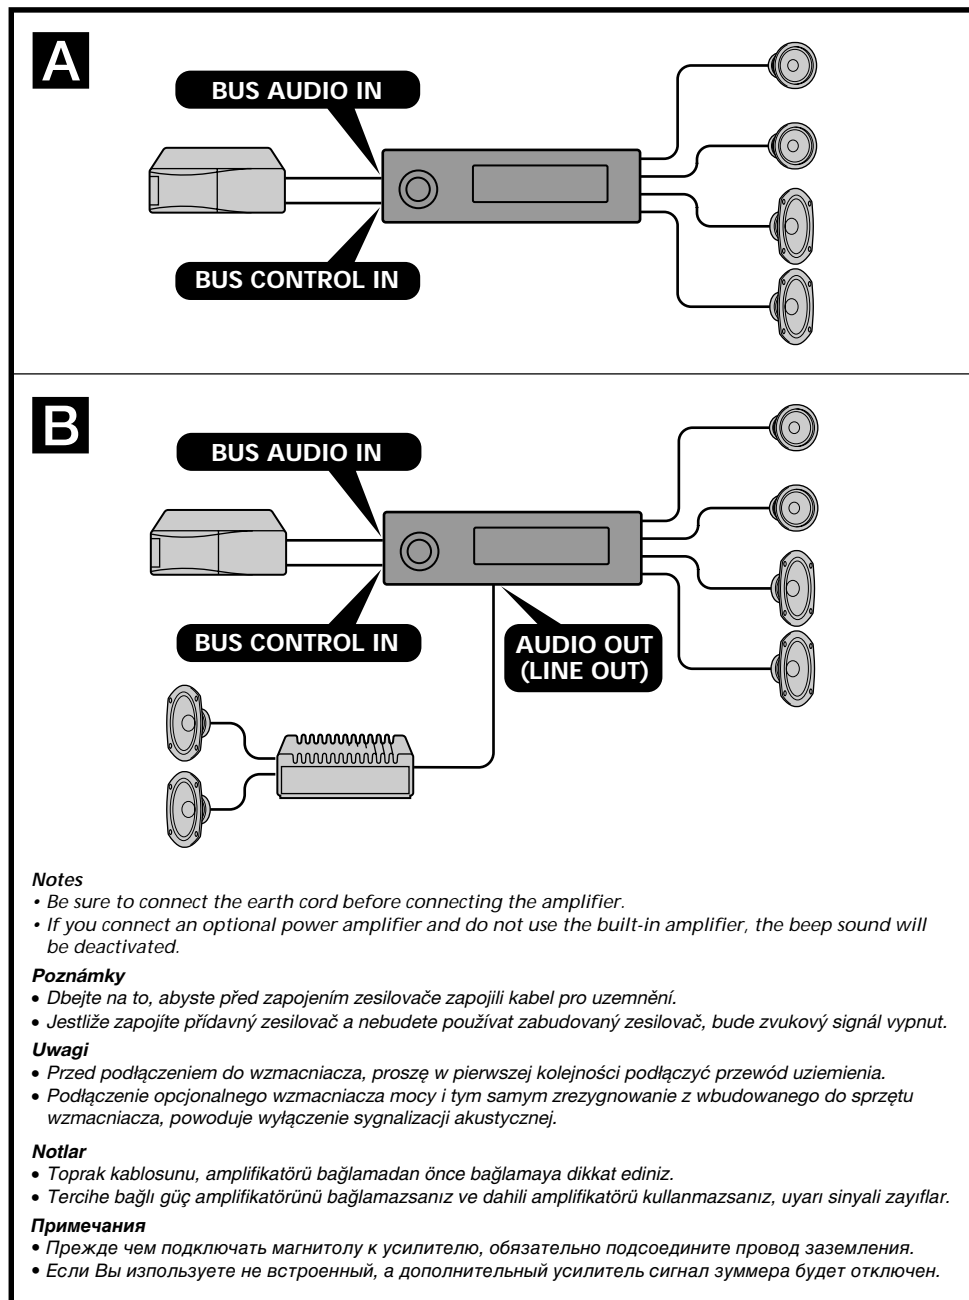 A
BUS AUDIO IN
BUS CONTROL IN
B
BUS AUDIO IN
BUS CONTROL IN
AUDIO OUT
(LINE OUT)
Notes
• Be sure to connect the earth cord before connecting the amplifier.
• If you connect an optional power amplifier and do not use the built-in amplifier, the beep sound will
be deactivated.
Poznámky
• Dbejte na to, abyste před zapojením zesilovače zapojili kabel pro uzemnění.
• Jestliže zapojíte přídavný zesilovač a nebudete používat zabudovaný zesilovač, bude zvukový signál vypnut.
Uwagi
• Przed podłączeniem do wzmacniacza, proszę w pierwszej kolejności podłączyć przewód uziemienia.
• Podłączenie opcjonalnego wzmacniacza mocy i tym samym zrezygnowanie z wbudowanego do sprzętu
wzmacniacza, powoduje wyłączenie sygnalizacji akustycznej.
Notlar
• Toprak kablosunu, amplifikatörü bağlamadan önce bağlamaya dikkat ediniz.
• Tercihe bağlı güç amplifikatörünü bağlamazsanız ve dahili amplifikatörü kullanmazsanız, uyarı sinyali zayıflar.
Примечания
• Прежде чем подключать магнитолу к усилителю, обязательно подсоедините провод заземления.
• Если Вы изпользуете не встроенный, а дополнительный усилитель сигнал зуммера будет отключен.